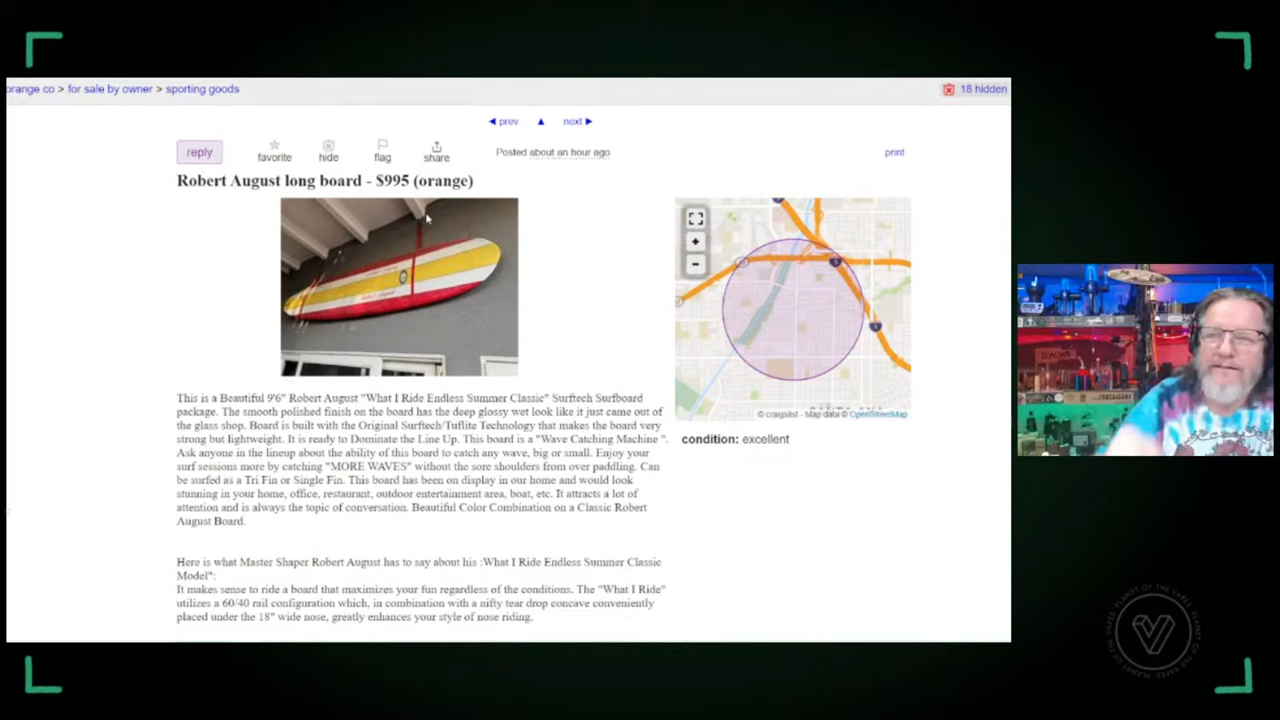 orange co > for sale by owner > sporting goods
18 hidden
◀ prev ▲ next ▶
reply
favorite
hide
flag
share
Posted about an hour ago
print
Robert August long board - $995 (orange)
© craigslist - Map data © OpenStreetMap
condition: excellent
This is a Beautiful 9'6" Robert August "What I Ride Endless Summer Classic" Surftech Surfboard
package. The smooth polished finish on the board has the deep glossy wet look like it just came out of
the glass shop. Board is built with the Original Surftech/Tuflite Technology that makes the board very
strong but lightweight. It is ready to Dominate the Line Up. This board is a "Wave Catching Machine ".
Ask anyone in the lineup about the ability of this board to catch any wave, big or small. Enjoy your
surf sessions more by catching "MORE WAVES" without the sore shoulders from over paddling. Can
be surfed as a Tri Fin or Single Fin. This board has been on display in our home and would look
stunning in your home, office, restaurant, outdoor entertainment area, boat, etc. It attracts a lot of
attention and is always the topic of conversation. Beautiful Color Combination on a Classic Robert
August Board.
Here is what Master Shaper Robert August has to say about his :What I Ride Endless Summer Classic
Model":
It makes sense to ride a board that maximizes your fun regardless of the conditions. The "What I Ride"
utilizes a 60/40 rail configuration which, in combination with a nifty tear drop concave conveniently
placed under the 18" wide nose, greatly enhances your style of nose riding.
PLANET OF THE VAPES